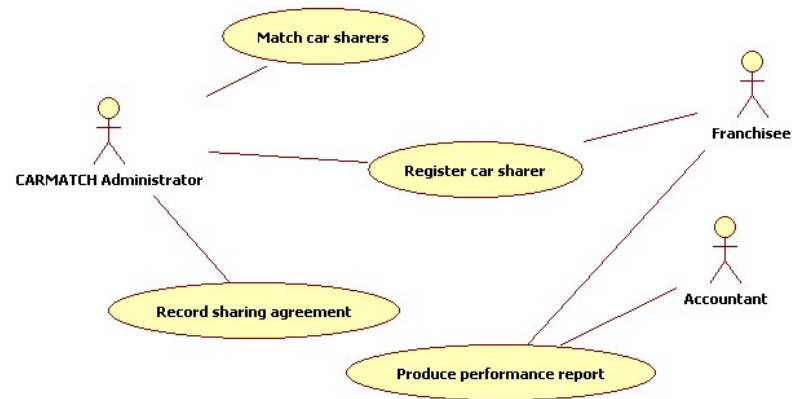 Match car sharers
Franchisee
Register car sharer
CARMATCH Administrator
Accountant
Record sharing agreement
Produce performance report